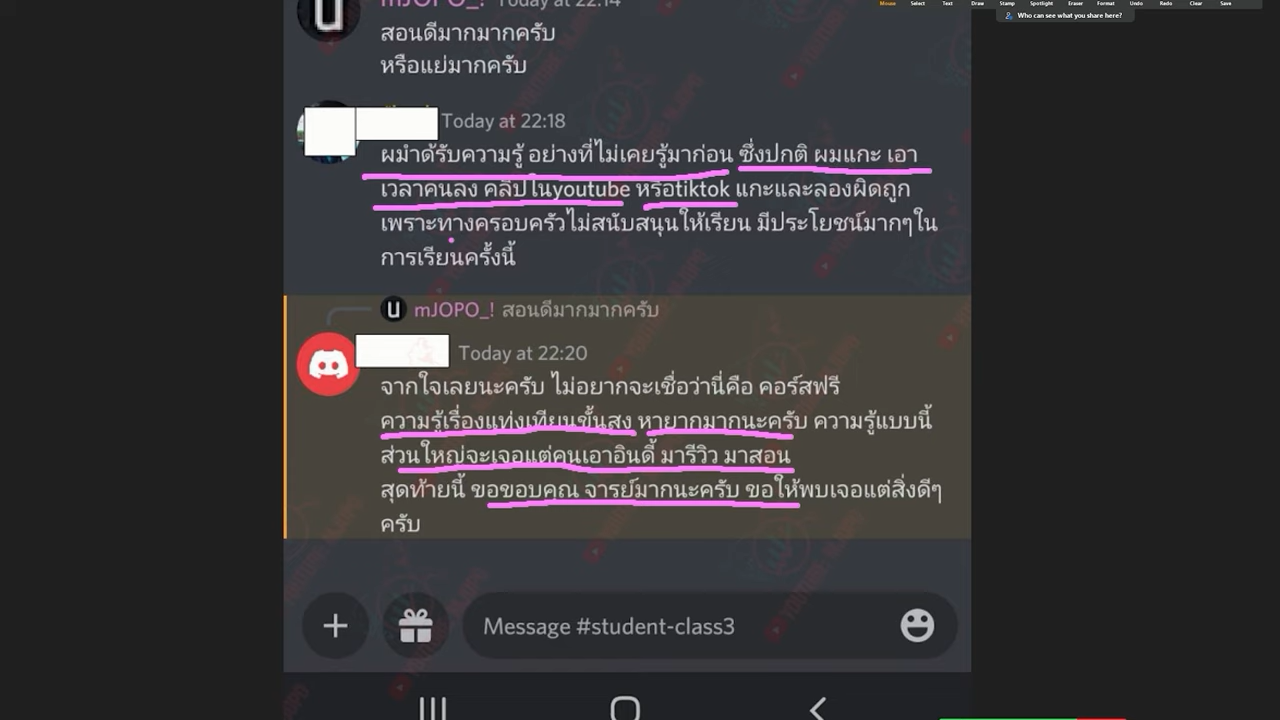 Mouse Select Text Draw Stamp Spotlight Eraser Format Undo Redo Clear Save
Who can see what you share here?
mJOPO_! Today at 22:14
สอนดีมากมากครับ
หรือแย่มากครับ
Today at 22:18
ผมำด้รับความรู้ อย่างที่ไม่เคยรู้มาก่อน ซึ่งปกติ ผมแกะ เอา
เวลาคนลง คลิปในyoutube หรือtiktok แกะและลองผิดถูก
เพราะทางครอบครัวไม่สนับสนุนให้เรียน มีประโยชน์มากๆใน
การเรียนครั้งนี้
mJOPO_! สอนดีมากมากครับ
Today at 22:20
จากใจเลยนะครับ ไม่อยากจะเชื่อว่านี่คือ คอร์สฟรี
ความรู้เรื่องแท่งเทียนขั้นสูง หายากมากนะครับ ความรู้แบบนี้
ส่วนใหญ่จะเจอแต่คนเอาอินดี้ มารีวิว มาสอน
สุดท้ายนี้ ขอขอบคุณ จารย์มากนะครับ ขอให้พบเจอแต่สิ่งดีๆ
ครับ
Message #student-class3